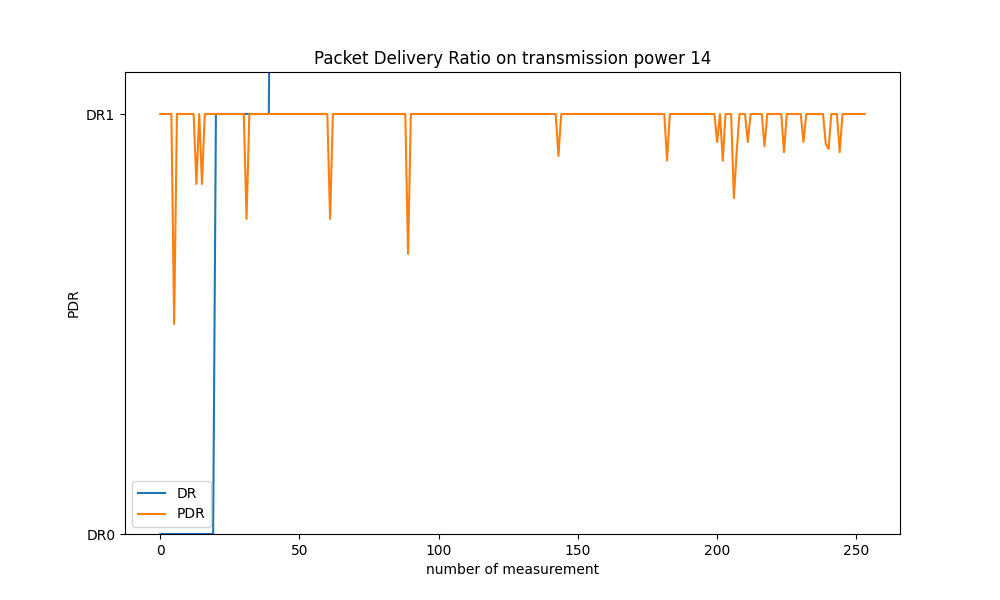 Packet Delivery Ratio on transmission power 14
DR1
PDR
DR0
DR
PDR
0 50 100 150 200 250
number of measurement